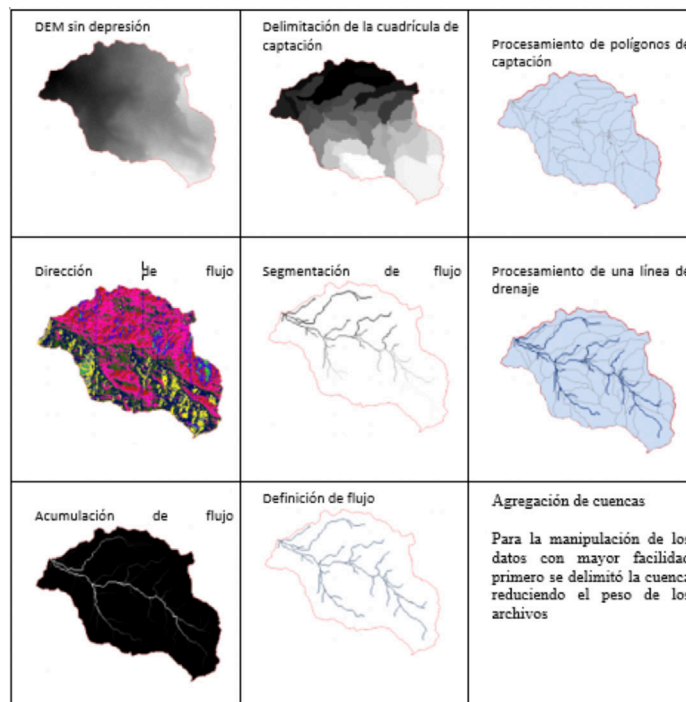 DEM sin depresión
Delimitación de la cuadrícula de
captación
Procesamiento de polígonos de
captación
Dirección de flujo
Segmentación de flujo
Procesamiento de una línea de
drenaje
Acumulación de flujo
Definición de flujo
Agregación de cuencas
Para la manipulación de los
datos con mayor facilidad
primero se delimitó la cuenca
reduciendo el peso de los
archivos